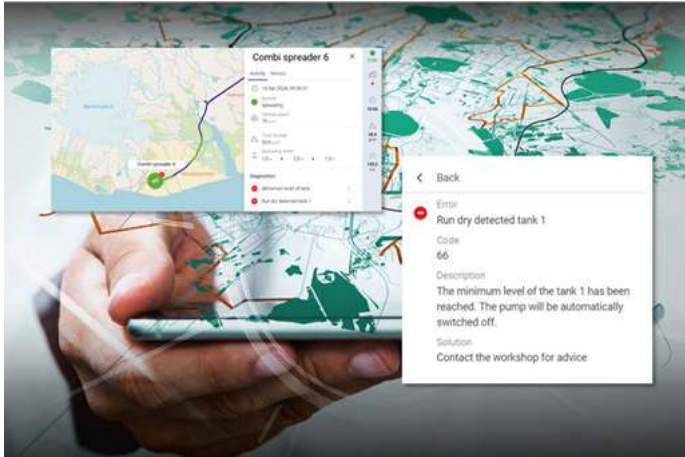 Combi spreader 6
Activity Service
Activity
Spreading
Combi spreader 6
Diagnostics
Minimum level of tank
Run dry detected tank 1
Back
Error
Run dry detected tank 1
Code
66
Description
The minimum level of the tank 1 has been
reached. The pump will be automatically
switched off.
Solution
Contact the workshop for advice